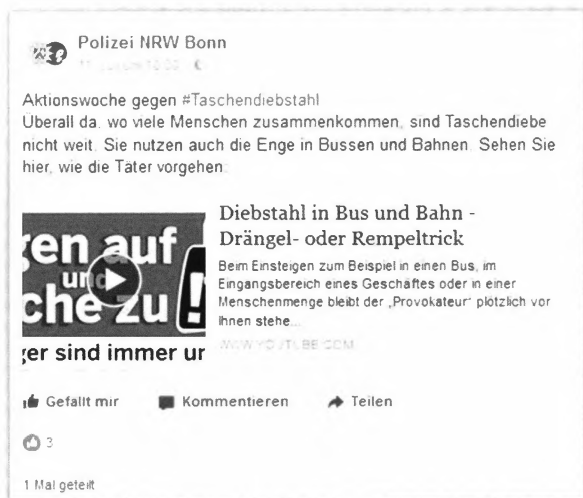 Polizei NRW Bonn
Aktionswoche gegen #Taschendiebstahl
Überall da, wo viele Menschen zusammenkommen, sind Taschendiebe
nicht weit. Sie nutzen auch die Enge in Bussen und Bahnen. Sehen Sie
hier, wie die Täter vorgehen:
gen auf
und
che zu !
ger sind immer ur
Diebstahl in Bus und Bahn -
Drängel- oder Rempeltrick
Beim Einsteigen zum Beispiel in einen Bus, im
Eingangsbereich eines Geschäftes oder in einer
Menschenmenge bleibt der „Provokateur“ plötzlich vor
Ihnen stehe...
WWW.YOUTUBE.COM
Gefällt mir Kommentieren Teilen
3
1 Mal geteilt